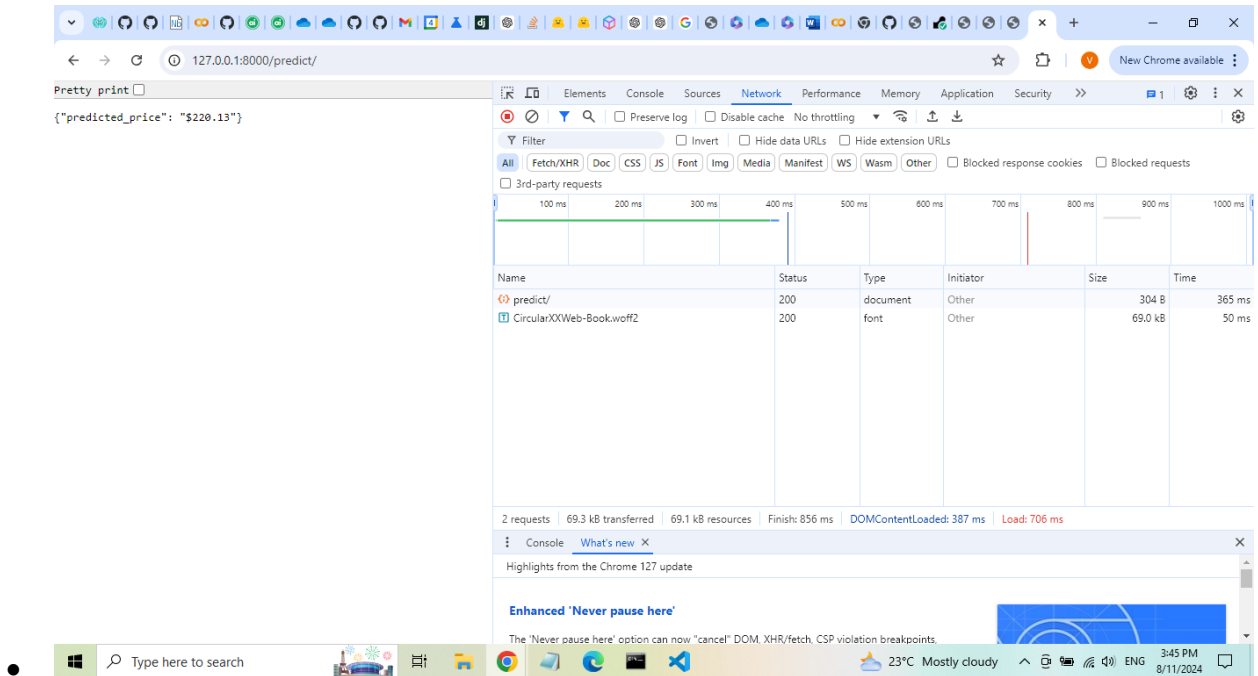 127.0.0.1:8000/predict/
New Chrome available
Pretty print
{"predicted_price": "$220.13"}
Elements Console Sources Network Performance Memory Application Security 1
Preserve log Disable cache No throttling
Filter Invert Hide data URLs Hide extension URLs
All Fetch/XHR Doc CSS JS Font Img Media Manifest WS Wasm Other Blocked response cookies Blocked requests
3rd-party requests
100 ms 200 ms 300 ms 400 ms 500 ms 600 ms 700 ms 800 ms 900 ms 1000 ms
Name Status Type Initiator Size Time
predict/ 200 document Other 304 B 365 ms
CircularXXWeb-Book.woff2 200 font Other 69.0 kB 50 ms
2 requests 69.3 kB transferred 69.1 kB resources Finish: 856 ms DOMContentLoaded: 387 ms Load: 706 ms
Console What's new
Highlights from the Chrome 127 update
Enhanced 'Never pause here'
The 'Never pause here' option can now "cancel" DOM, XHR/fetch, CSP violation breakpoints,
Type here to search
23°C Mostly cloudy
ENG
3:45 PM
8/11/2024